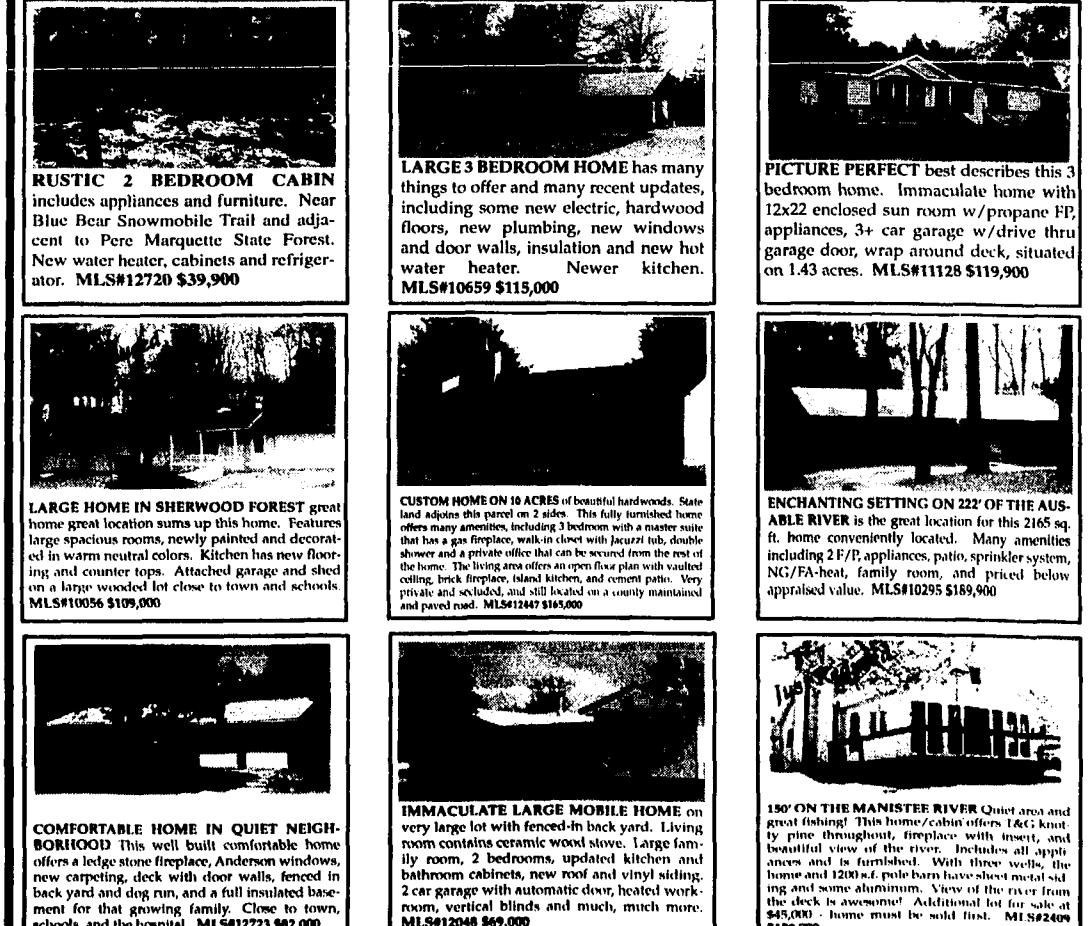 RUSTIC 2 BEDROOM CABIN
includes appliances and furniture. Near
Blue Bear Snowmobile Trail and adja-
cent to Pere Marquette State Forest.
New water heater, cabinets and refriger-
ator. MLS#12720 $39,900
LARGE 3 BEDROOM HOME has many
things to offer and many recent updates,
including some new electric, hardwood
floors, new plumbing, new windows
and door walls, insulation and new hot
water heater. Newer kitchen.
MLS#10659 $115,000
PICTURE PERFECT best describes this 3
bedroom home. Immaculate home with
12x22 enclosed sun room w/propane FP,
appliances, 3+ car garage w/drive thru
garage door, wrap around deck, situated
on 1.43 acres. MLS#11128 $119,900
LARGE HOME IN SHERWOOD FOREST great
home great location sums up this home. Features
large spacious rooms, newly painted and decorat-
ed in warm neutral colors. Kitchen has new floor-
ing and counter tops. Attached garage and shed
on a large wooded lot close to town and schools.
MLS#10056 $109,000
CUSTOM HOME ON 10 ACRES of beautiful hardwoods. State
land adjoins this parcel on 2 sides. This fully furnished home
offers many amenities, including 3 bedroom with a master suite
that has a gas fireplace, walk-in closet with Jacuzzi tub, double
shower and a private office that can be secured from the rest of
the home. The living area offers an open floor plan with vaulted
ceiling, brick fireplace, island kitchen, and cement patio. Very
private and secluded, and still located on a county maintained
and paved road. MLS#12447 $165,000
ENCHANTING SETTING ON 222' OF THE AUS-
ABLE RIVER is the great location for this 2165 sq.
ft. home conveniently located. Many amenities
including 2 F/P, appliances, patio, sprinkler system,
NG/FA-heat, family room, and priced below
appraised value. MLS#10295 $189,900
COMFORTABLE HOME IN QUIET NEIGH-
BORHOOD This well built comfortable home
offers a ledge stone fireplace, Anderson windows,
new carpeting, deck with door walls, fenced in
back yard and dog run, and a full insulated base-
ment for that growing family. Close to town,
schools, and the hospital. MLS#12723 $82,000
IMMACULATE LARGE MOBILE HOME on
very large lot with fenced-in back yard. Living
room contains ceramic wood stove. Large fam-
ily room, 2 bedrooms, updated kitchen and
bathroom cabinets, new roof and vinyl siding.
2 car garage with automatic door, heated work-
room, vertical blinds and much, much more.
MLS#12048 $69,000
Just
150' ON THE MANISTEE RIVER Quiet area and
great fishing! This home/cabin offers T&G knot-
ty pine throughout, fireplace with insert, and
beautiful view of the river. Includes all appli-
ances and is furnished. With three wells, the
home and 1200 s.f. pole barn have sheet metal sid-
ing and some aluminum. View of the river from
the deck is awesome! Additional lot for sale at
$45,000 - home must be sold first. MLS#2409